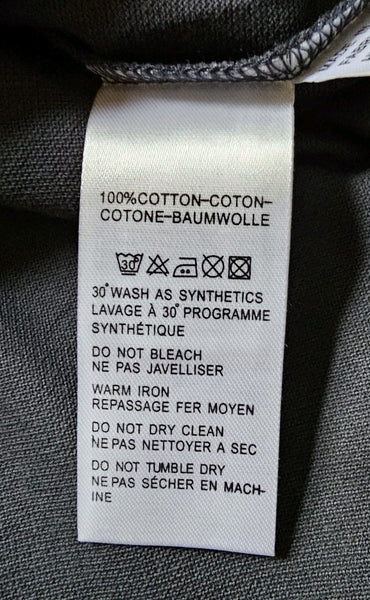 100%COTTON-COTON-
COTONE-BAUMWOLLE
30°
30° WASH AS SYNTHETICS
LAVAGE À 30° PROGRAMME
SYNTHÉTIQUE
DO NOT BLEACH
NE PAS JAVELLISER
WARM IRON
REPASSAGE FER MOYEN
DO NOT DRY CLEAN
NE PAS NETTOYER A SEC
DO NOT TUMBLE DRY
NE PAS SÉCHER EN MACH-
INE